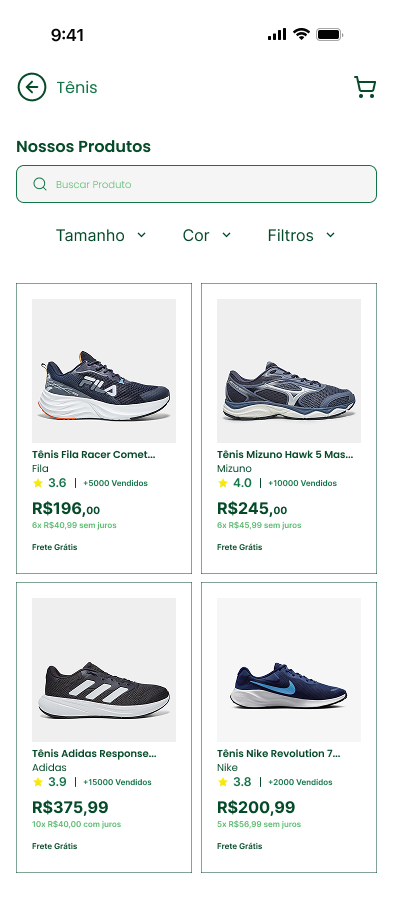 9:41
Tênis
Nossos Produtos
Buscar Produto
Tamanho
Cor
Filtros
FILA
Tênis Fila Racer Comet...
Fila
3.6 | +5000 Vendidos
R$196,00
6x R$40,99 sem juros
Frete Grátis
Tênis Mizuno Hawk 5 Mas...
Mizuno
4.0 | +10000 Vendidos
R$245,00
6x R$45,99 sem juros
Frete Grátis
Tênis Adidas Response...
Adidas
3.9 | +15000 Vendidos
R$375,99
10x R$40,00 com juros
Frete Grátis
Tênis Nike Revolution 7...
Nike
3.8 | +2000 Vendidos
R$200,99
5x R$56,99 sem juros
Frete Grátis